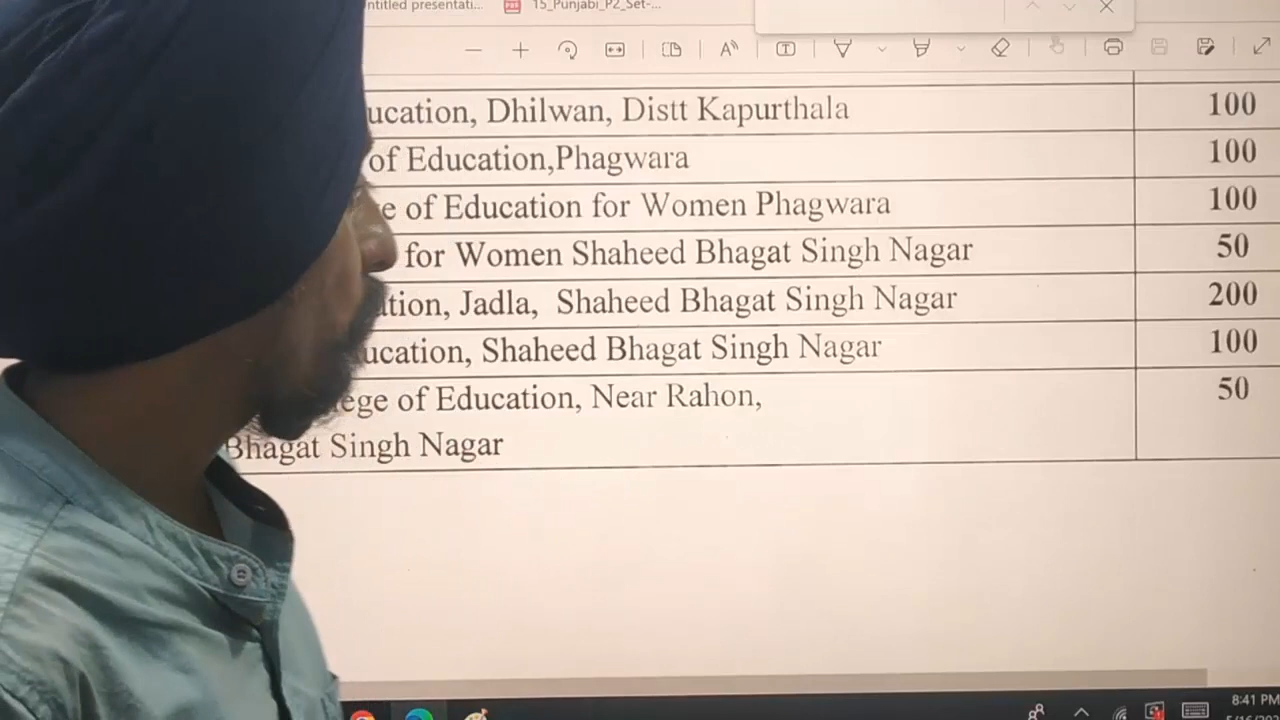 ntitled presentati... 15_Punjabi_P2_Set-...
ucation, Dhilwan, Distt Kapurthala 100
of Education,Phagwara 100
e of Education for Women Phagwara 100
for Women Shaheed Bhagat Singh Nagar 50
ation, Jadla, Shaheed Bhagat Singh Nagar 200
ucation, Shaheed Bhagat Singh Nagar 100
ege of Education, Near Rahon, 50
Bhagat Singh Nagar
8:41 PM